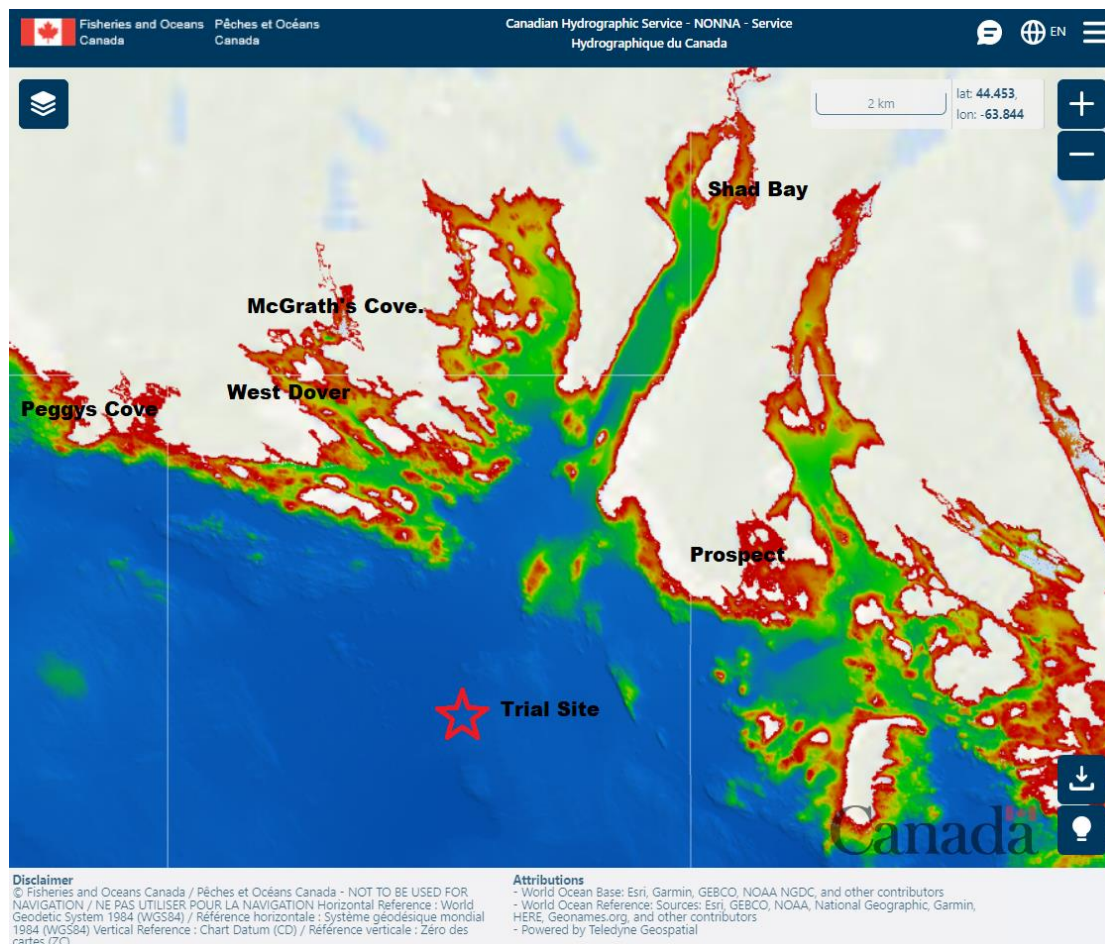 Fisheries and Oceans Pêches et Océans
Canada Canada
Canadian Hydrographic Service - NONNA - Service
Hydrographique du Canada
EN
2 km
lat: 44.453,
lon: -63.844
Shad Bay
McGrath's Cove.
West Dover
Peggys Cove
Prospect
Trial Site
Canada
Disclaimer
© Fisheries and Oceans Canada / Pêches et Océans Canada - NOT TO BE USED FOR
NAVIGATION / NE PAS UTILISER POUR LA NAVIGATION Horizontal Reference : World
Geodetic System 1984 (WGS84) / Référence horizontale : Système géodésique mondial
1984 (WGS84) Vertical Reference : Chart Datum (CD) / Référence verticale : Zéro des
cartes (ZC)
Attributions
- World Ocean Base: Esri, Garmin, GEBCO, NOAA NGDC, and other contributors
- World Ocean Reference: Sources: Esri, GEBCO, NOAA, National Geographic, Garmin,
HERE, Geonames.org, and other contributors
- Powered by Teledyne Geospatial